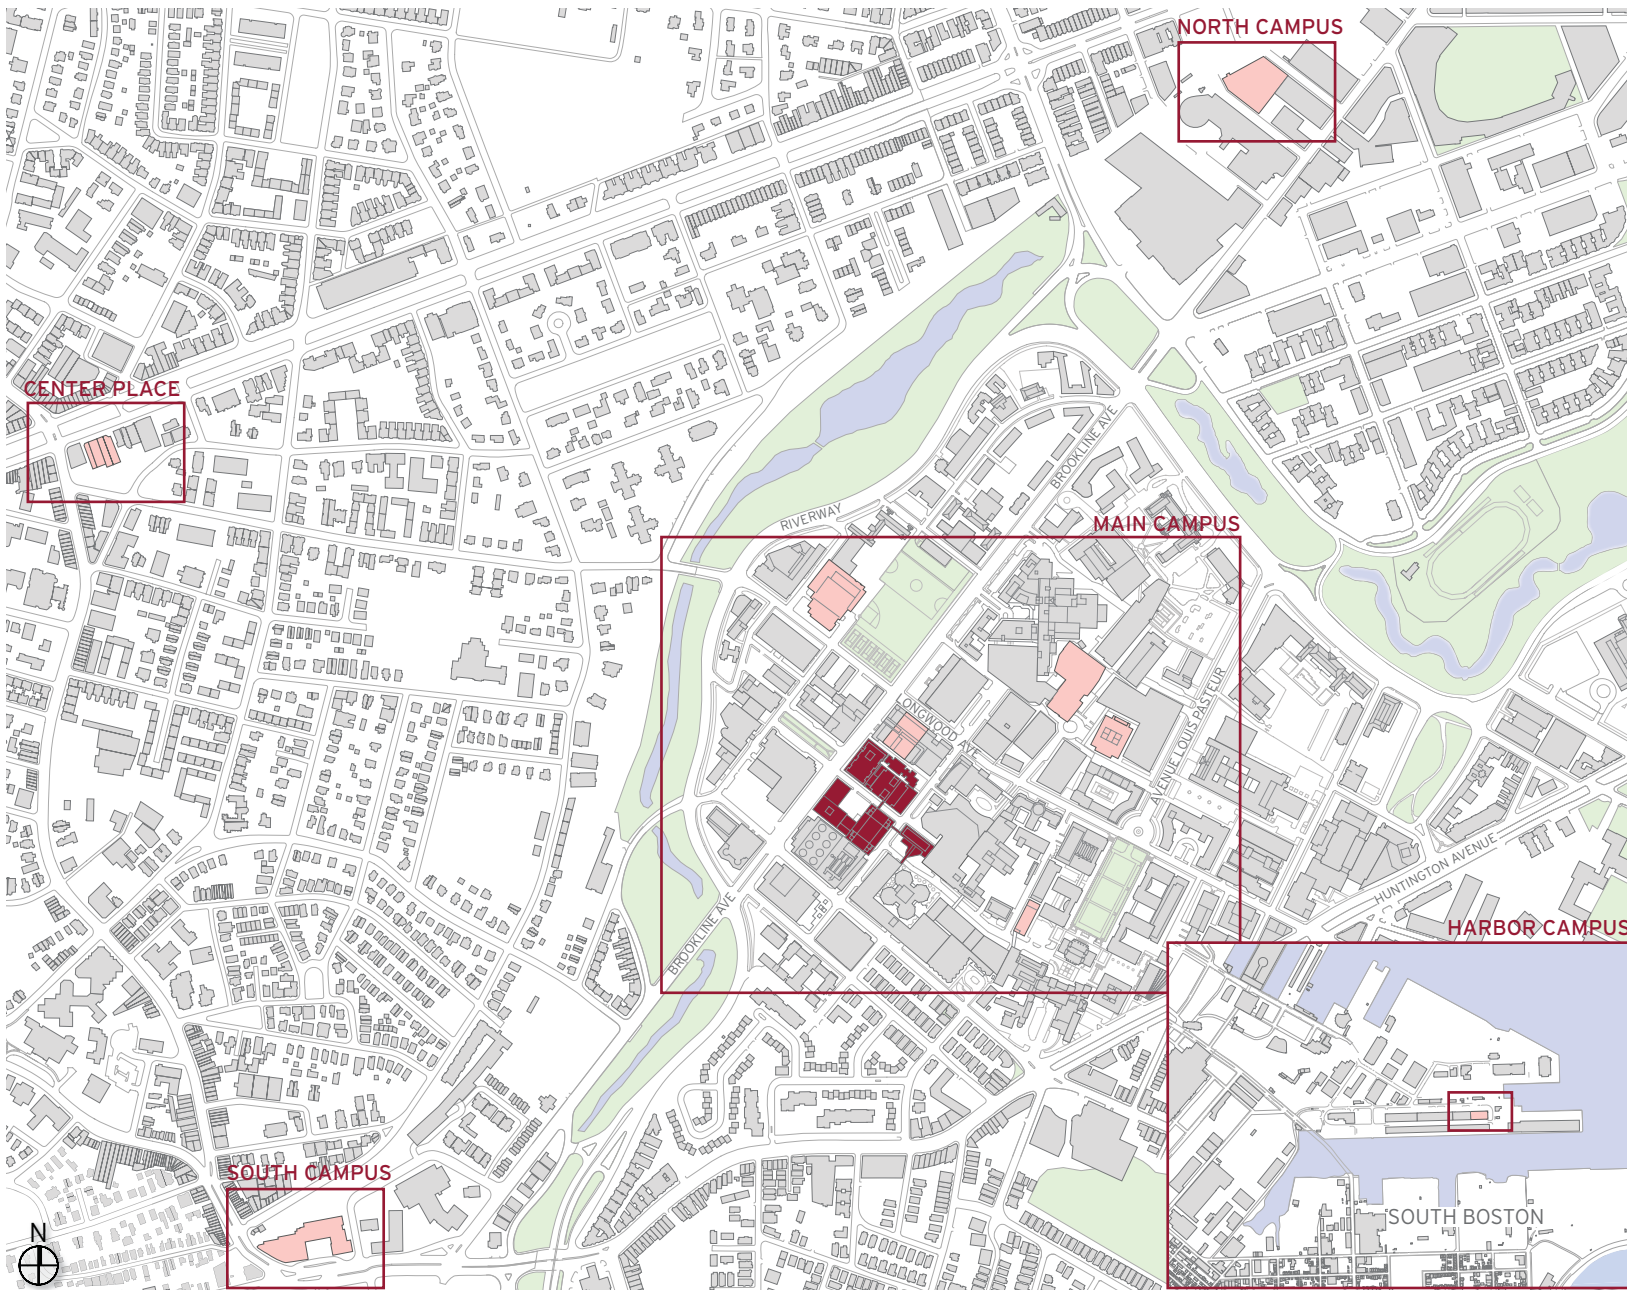 NORTH CAMPUS
CENTER PLACE
BROOKLINE AVE
RIVERWAY
MAIN CAMPUS
LONGWOOD AVE
AVENUE LOUIS PASTEUR
HUNTINGTON AVENUE
BROOKLINE AVE
HARBOR CAMPUS
SOUTH CAMPUS
SOUTH BOSTON
N